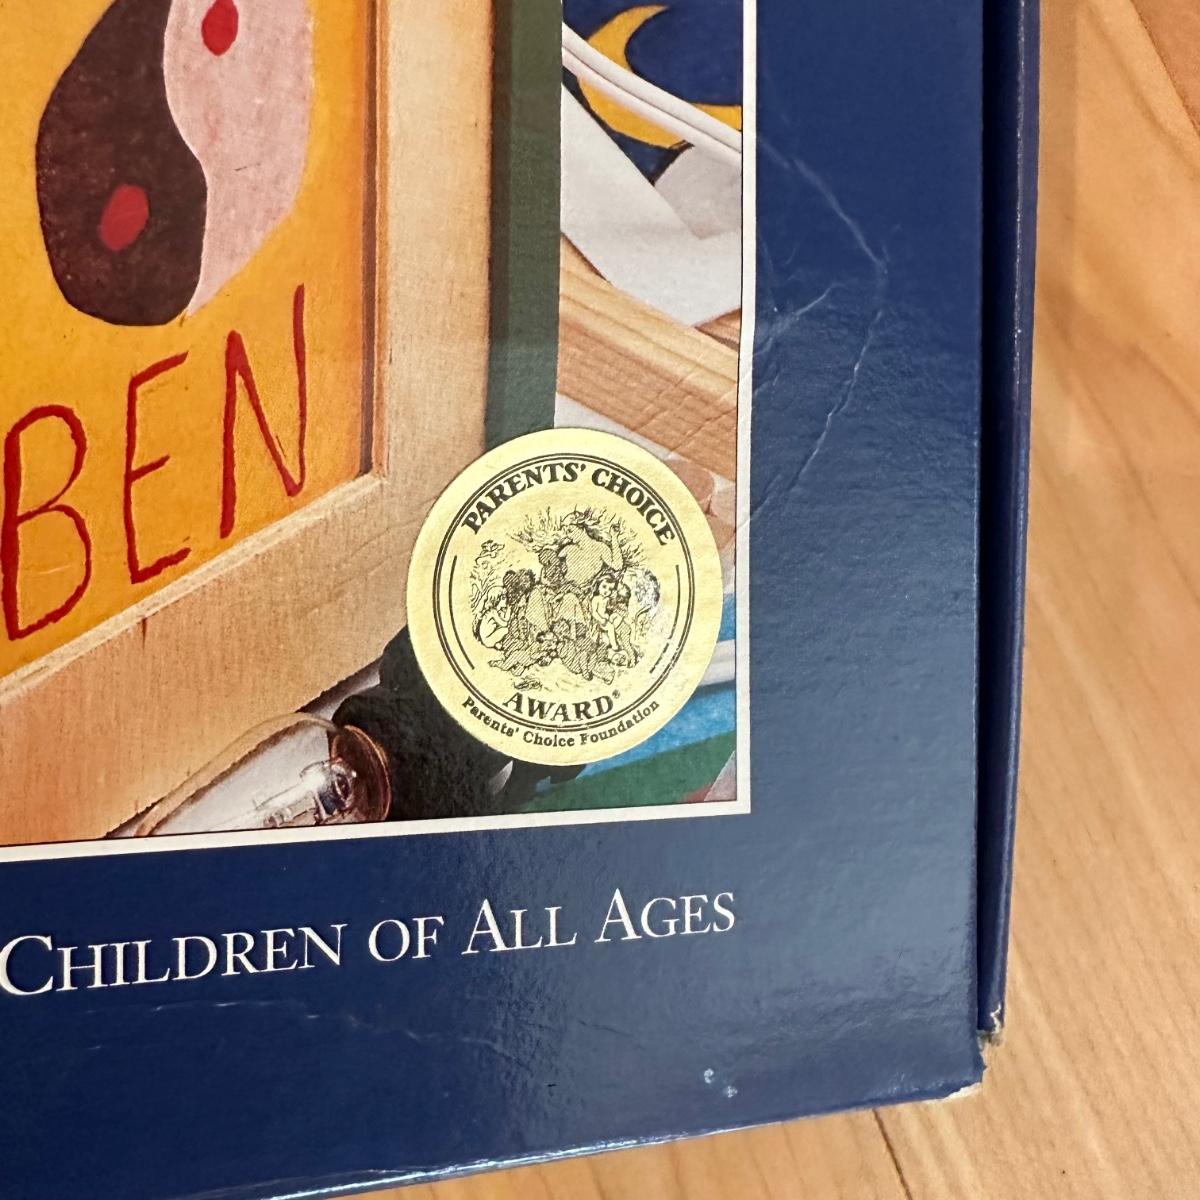 BEN
PARENTS' CHOICE
AWARD®
Parents' Choice Foundation
CHILDREN OF ALL AGES